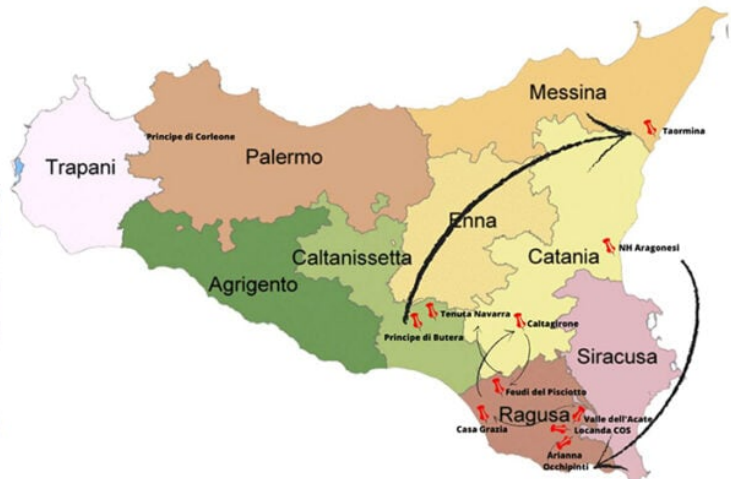 Messina
Taormina
Principe di Corleone
Palermo
Trapani
Enna
Caltanissetta
Catania
NH Aragonesi
Agrigento
Tenuta Navarra
Caltagirone
Principe di Butera
Siracusa
Feudi del Pisciotto
Ragusa
Valle dell'Acate
Casa Grazia
Locanda COS
Arianna
Occhipinti